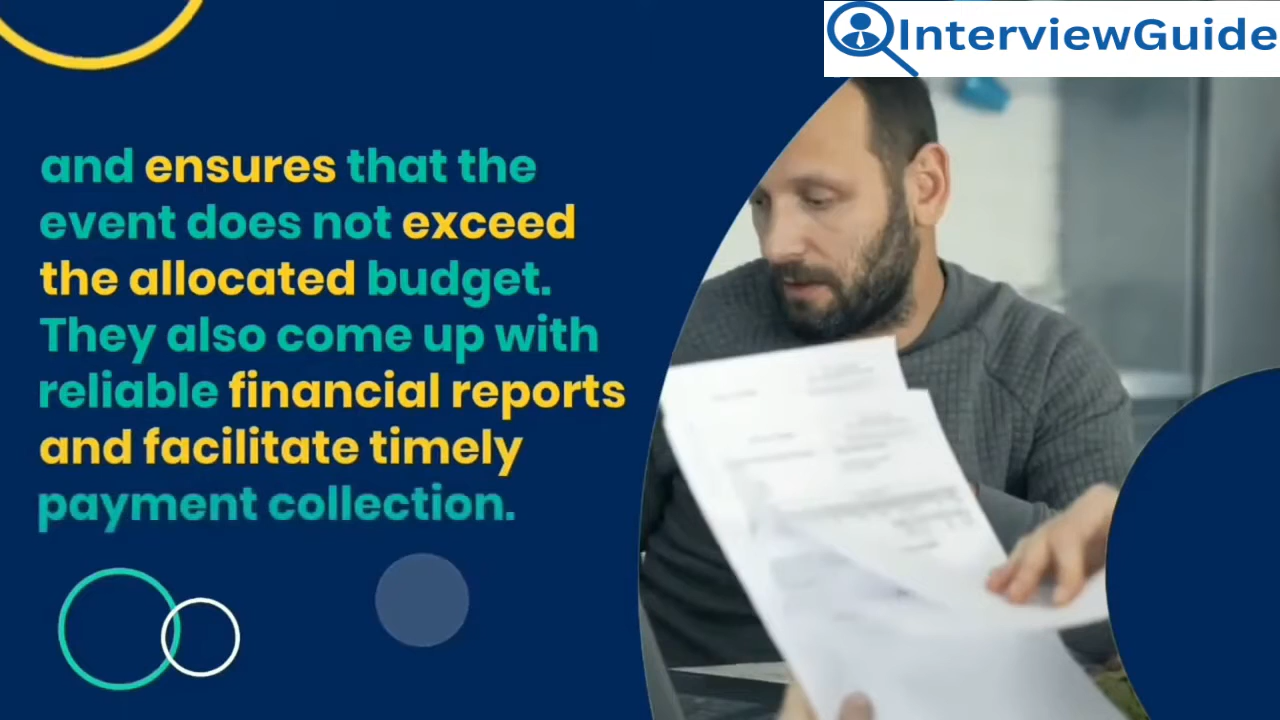 InterviewGuide
and ensures that the
event does not exceed
the allocated budget.
They also come up with
reliable financial reports
and facilitate timely
payment collection.